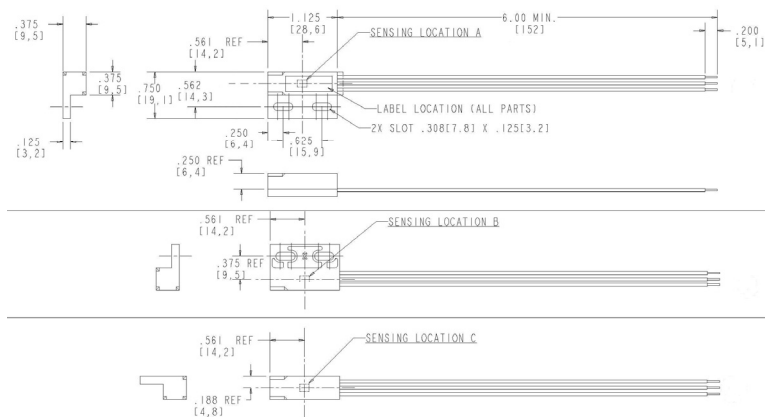 .375
[9,5]
1.125
[28,6]
6.00 MIN.
[152]
.200
[5,1]
.561 REF
[14,2]
SENSING LOCATION A
.375
[9,5]
.750
[19,1]
.562
[14,3]
LABEL LOCATION (ALL PARTS)
2X SLOT .308[7.8] X .125[3.2]
.125
[3,2]
.250
[6,4]
.625
[15,9]
.250 REF
[6,4]
.561 REF
[14,2]
SENSING LOCATION B
.375 REF
[9,5]
.561 REF
[14,2]
SENSING LOCATION C
.188 REF
[4,8]